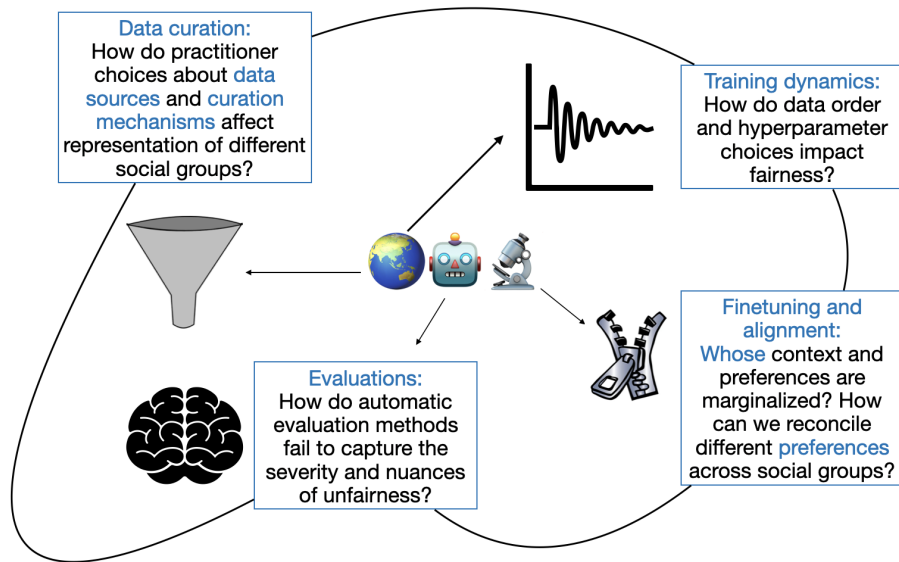 Data curation:
How do practitioner
choices about data
sources and curation
mechanisms affect
representation of different
social groups?
Training dynamics:
How do data order
and hyperparameter
choices impact
fairness?
Evaluations:
How do automatic
evaluation methods
fail to capture the
severity and nuances
of unfairness?
Finetuning and
alignment:
Whose context and
preferences are
marginalized? How
can we reconcile
different preferences
across social groups?